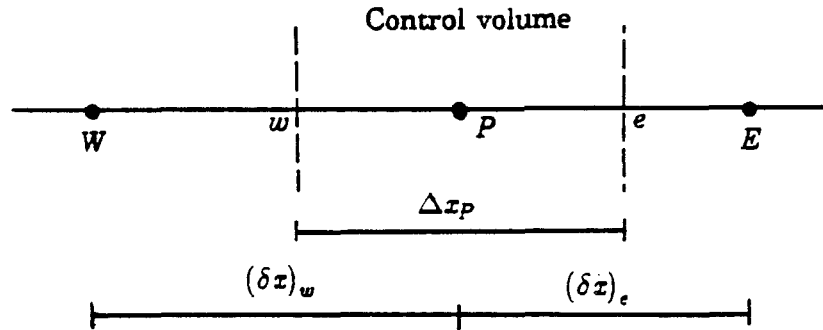 Control volume
w P e
W E
Δx_P
(δx)_w (δx)_e